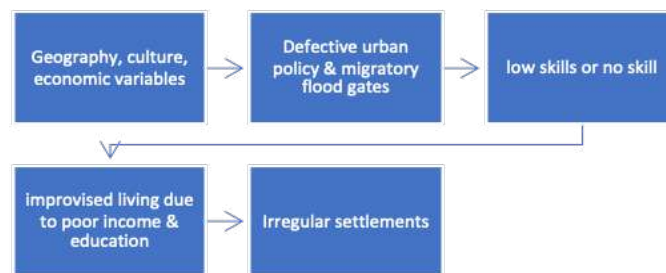 Geography, culture,
economic variables
Defective urban
policy & migratory
flood gates
low skills or no skill
improvised living due
to poor income &
education
Irregular settlements